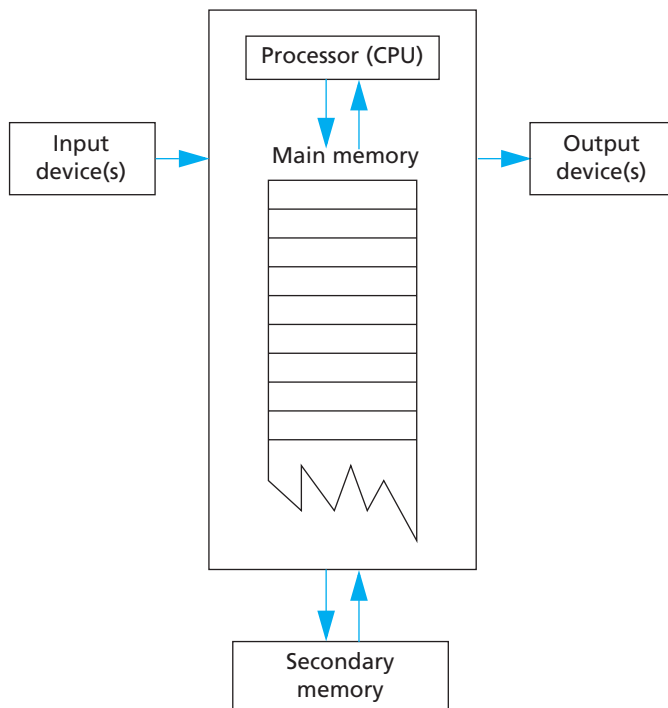 Processor (CPU)
Input
device(s)
Main memory
Output
device(s)
Secondary
memory